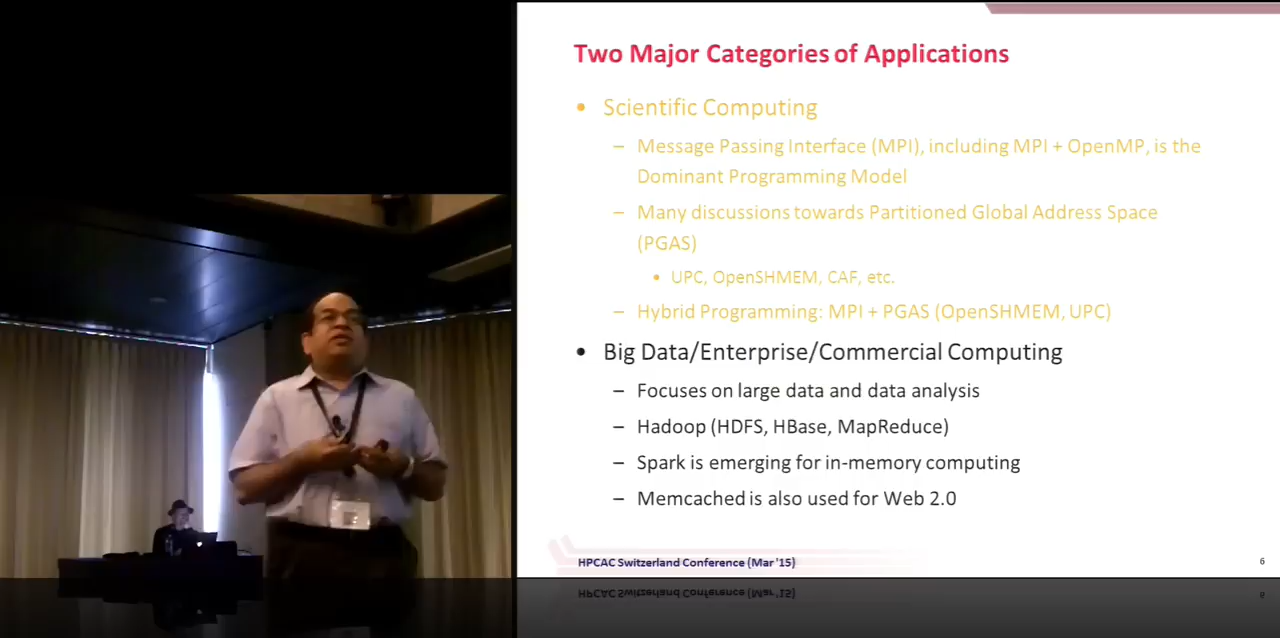 Two Major Categories of Applications
• Scientific Computing
– Message Passing Interface (MPI), including MPI + OpenMP, is the
Dominant Programming Model
– Many discussions towards Partitioned Global Address Space
(PGAS)
• UPC, OpenSHMEM, CAF, etc.
– Hybrid Programming: MPI + PGAS (OpenSHMEM, UPC)
• Big Data/Enterprise/Commercial Computing
– Focuses on large data and data analysis
– Hadoop (HDFS, HBase, MapReduce)
– Spark is emerging for in-memory computing
– Memcached is also used for Web 2.0
HPCAC Switzerland Conference (Mar '15)
6